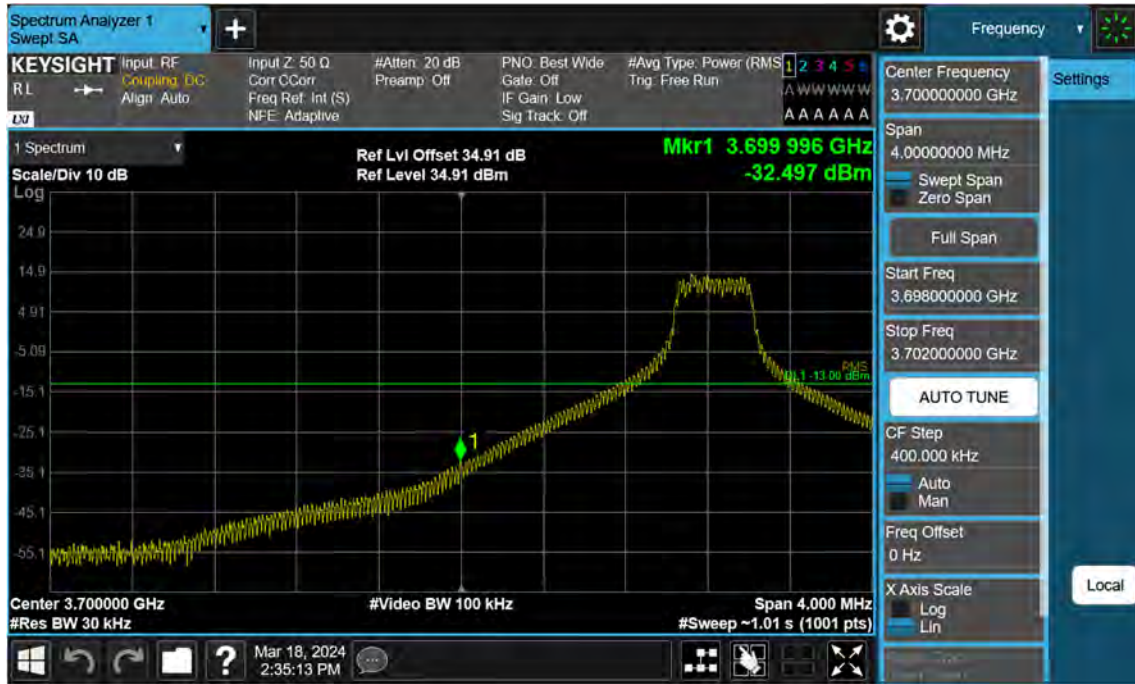 Spectrum Analyzer 1
Swept SA
+
Frequency
KEYSIGHT
RL
LXI
Input: RF
Coupling: DC
Align: Auto
Input Z: 50 Ω
Corr CCorr
Freq Ref: Int (S)
NFE: Adaptive
#Atten: 20 dB
Preamp: Off
PNO: Best Wide
Gate: Off
IF Gain: Low
Sig Track: Off
#Avg Type: Power (RMS
Trig: Free Run
1 2 3 4 5 6
A W W W W W
A A A A A A
1 Spectrum
Scale/Div 10 dB
Ref Lvl Offset 34.91 dB
Ref Level 34.91 dBm
Mkr1 3.699 996 GHz
-32.497 dBm
Log
24.9
14.9
4.91
-5.09
-15.1
-25.1
-35.1
-45.1
-55.1
1
RMS
DL1 -13.00 dBm
Center 3.700000 GHz
#Res BW 30 kHz
#Video BW 100 kHz
Span 4.000 MHz
#Sweep ~1.01 s (1001 pts)
Center Frequency
3.700000000 GHz
Span
4.00000000 MHz
Swept Span
Zero Span
Full Span
Start Freq
3.698000000 GHz
Stop Freq
3.702000000 GHz
AUTO TUNE
CF Step
400.000 kHz
Auto
Man
Freq Offset
0 Hz
X Axis Scale
Log
Lin
Settings
Local
?
Mar 18, 2024
2:35:13 PM